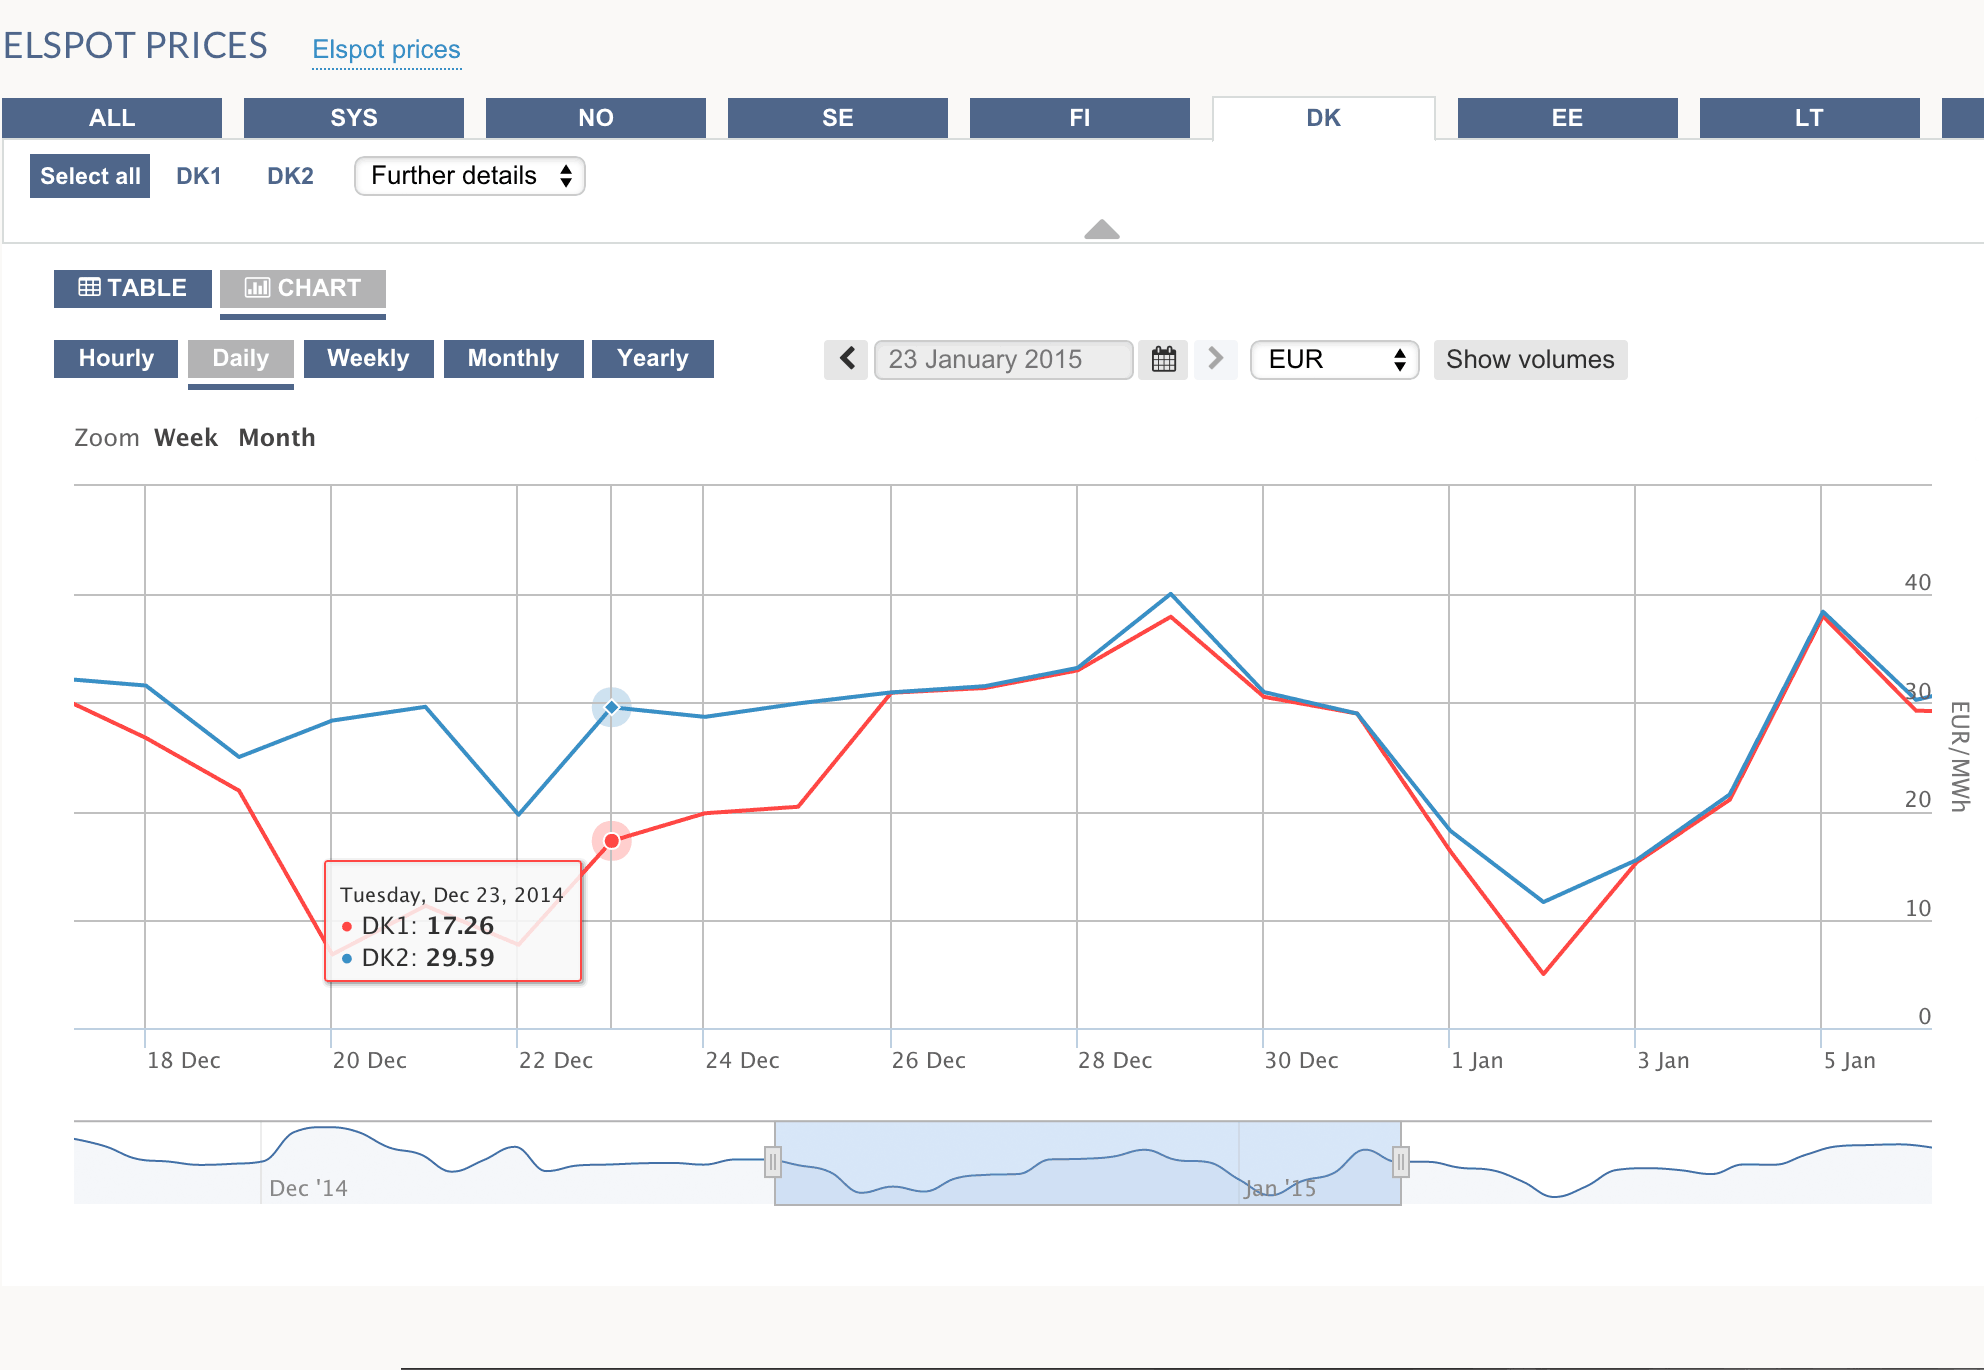 ELSPOT PRICES Elspot prices
ALL SYS NO SE FI DK EE LT
Select all DK1 DK2 Further details
TABLE CHART
Hourly Daily Weekly Monthly Yearly 23 January 2015 EUR Show volumes
Zoom Week Month
40
30
20
10
0
EUR/MWh
Tuesday, Dec 23, 2014
DK1: 17.26
DK2: 29.59
18 Dec 20 Dec 22 Dec 24 Dec 26 Dec 28 Dec 30 Dec 1 Jan 3 Jan 5 Jan
Dec '14 Jan '15